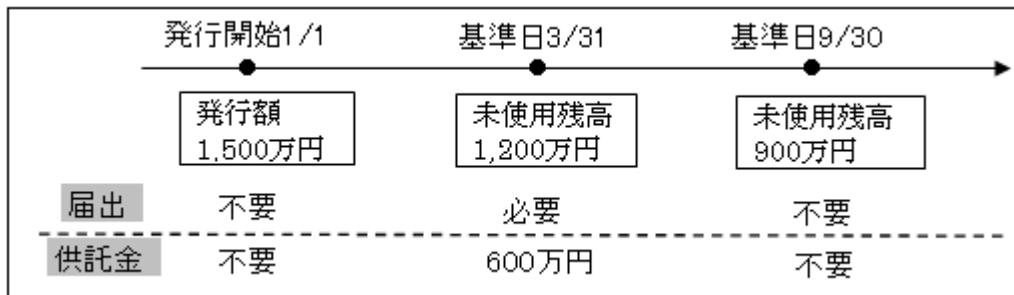 発行開始1/1 基準日3/31 基準日9/30
発行額 未使用残高 未使用残高
1,500万円 1,200万円 900万円
届出 不要 必要 不要
供託金 不要 600万円 不要